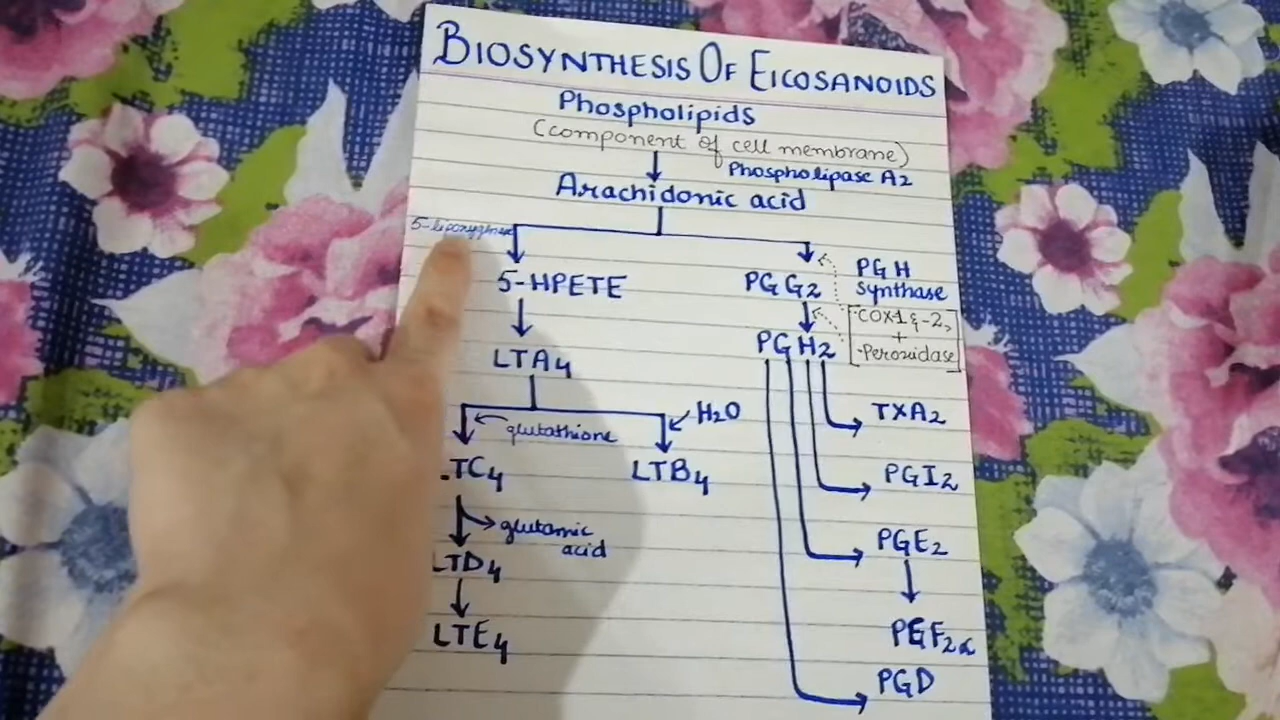 BIOSYNTHESIS OF EICOSANOIDS
Phospholipids
(component of cell membrane)
Phospholipase A2
Arachidonic acid
5-lipoxygenase
5-HPETE
PGG2
PGH
synthase
COX1&-2,
+
-Peroxidase
LTA4
PGH2
glutathione
H2O
TXA2
TC4
LTB4
PGI2
glutamic
acid
LTD4
PGE2
LTE4
PGF2α
PGD